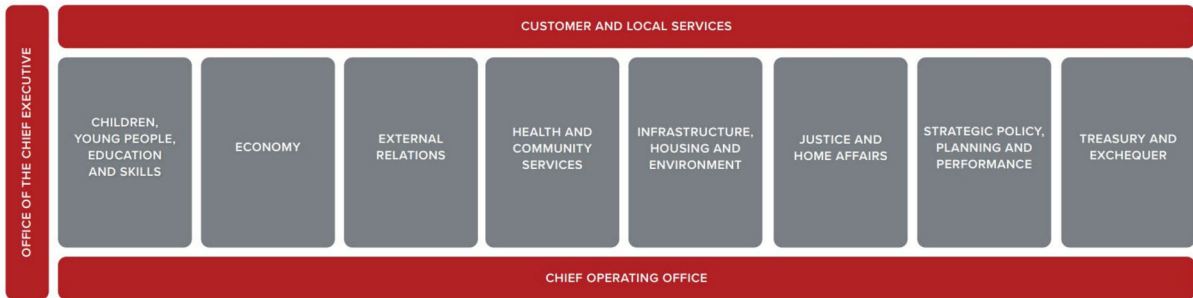 OFFICE OF THE CHIEF EXECUTIVE
CUSTOMER AND LOCAL SERVICES
CHILDREN,
YOUNG PEOPLE,
EDUCATION
AND SKILLS
ECONOMY
EXTERNAL
RELATIONS
HEALTH AND
COMMUNITY
SERVICES
INFRASTRUCTURE,
HOUSING AND
ENVIRONMENT
JUSTICE AND
HOME AFFAIRS
STRATEGIC POLICY,
PLANNING AND
PERFORMANCE
TREASURY AND
EXCHEQUER
CHIEF OPERATING OFFICE